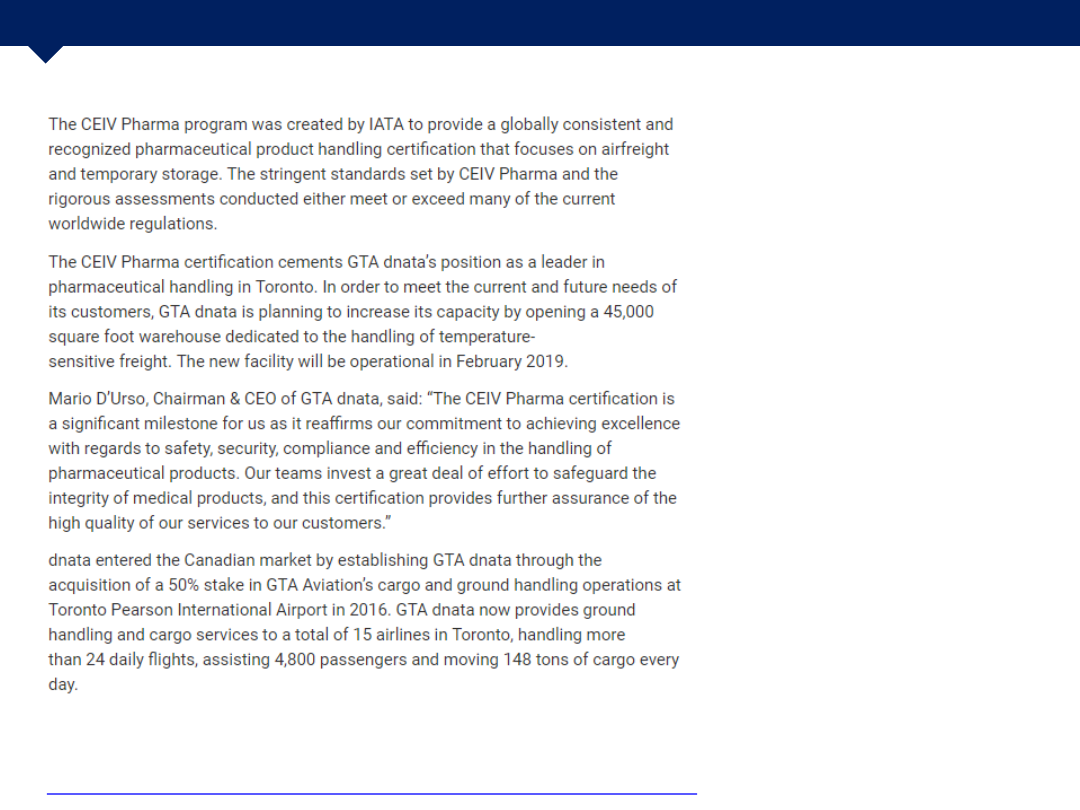 The CEIV Pharma program was created by IATA to provide a globally consistent and
recognized pharmaceutical product handling certification that focuses on airfreight
and temporary storage. The stringent standards set by CEIV Pharma and the
rigorous assessments conducted either meet or exceed many of the current
worldwide regulations.
The CEIV Pharma certification cements GTA dnata’s position as a leader in
pharmaceutical handling in Toronto. In order to meet the current and future needs of
its customers, GTA dnata is planning to increase its capacity by opening a 45,000
square foot warehouse dedicated to the handling of temperature-
sensitive freight. The new facility will be operational in February 2019.
Mario D’Urso, Chairman & CEO of GTA dnata, said: “The CEIV Pharma certification is
a significant milestone for us as it reaffirms our commitment to achieving excellence
with regards to safety, security, compliance and efficiency in the handling of
pharmaceutical products. Our teams invest a great deal of effort to safeguard the
integrity of medical products, and this certification provides further assurance of the
high quality of our services to our customers.”
dnata entered the Canadian market by establishing GTA dnata through the
acquisition of a 50% stake in GTA Aviation’s cargo and ground handling operations at
Toronto Pearson International Airport in 2016. GTA dnata now provides ground
handling and cargo services to a total of 15 airlines in Toronto, handling more
than 24 daily flights, assisting 4,800 passengers and moving 148 tons of cargo every
day.